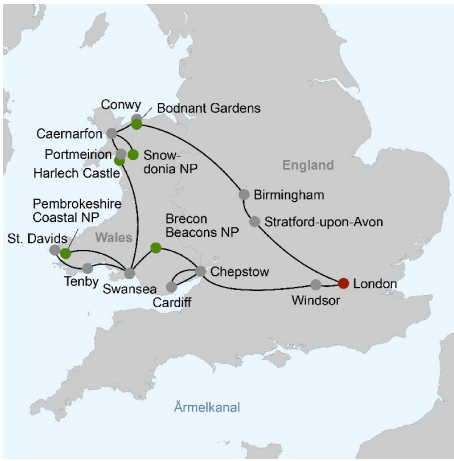 Conwy
Bodnant Gardens
Caernarfon
Portmeirion
Snow-
donia NP
Harlech Castle
England
Birmingham
Pembrokeshire
Coastal NP
Stratford-upon-Avon
Brecon
Beacons NP
St. Davids
Wales
Tenby
Swansea
Chepstow
Cardiff
Windsor
London
Ärmelkanal